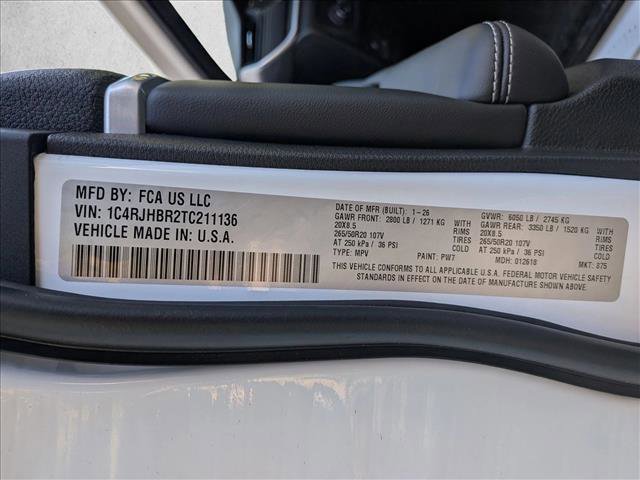 MFD BY: FCA US LLC
VIN: 1C4RJHBR2TC211136
VEHICLE MADE IN: U.S.A.
DATE OF MFR (BUILT): 1-26 GVWR: 6050 LB / 2745 KG
GAWR FRONT: 2800 LB / 1271 KG WITH GAWR REAR: 3350 LB / 1520 KG WITH
20X8.5 RIMS 20X8.5 RIMS
265/50R20 107V TIRES 265/50R20 107V TIRES
AT 250 kPa / 36 PSI COLD AT 250 kPa / 36 PSI COLD
TYPE: MPV PAINT: PW7 MDH: 012618 MKT: 875
THIS VEHICLE CONFORMS TO ALL APPLICABLE U.S.A. FEDERAL MOTOR VEHICLE SAFETY
STANDARDS IN EFFECT ON THE DATE OF MANUFACTURE SHOWN ABOVE.